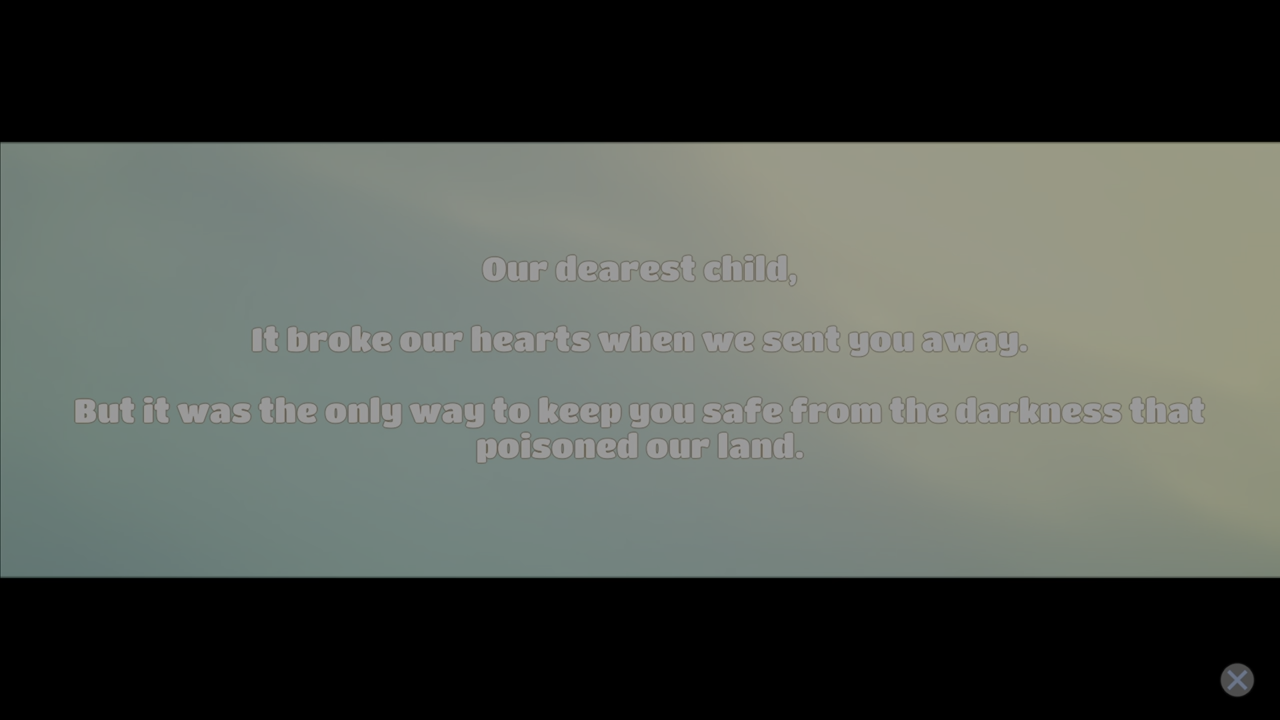 Our dearest child,
It broke our hearts when we sent you away.
But it was the only way to keep you safe from the darkness that
poisoned our land.